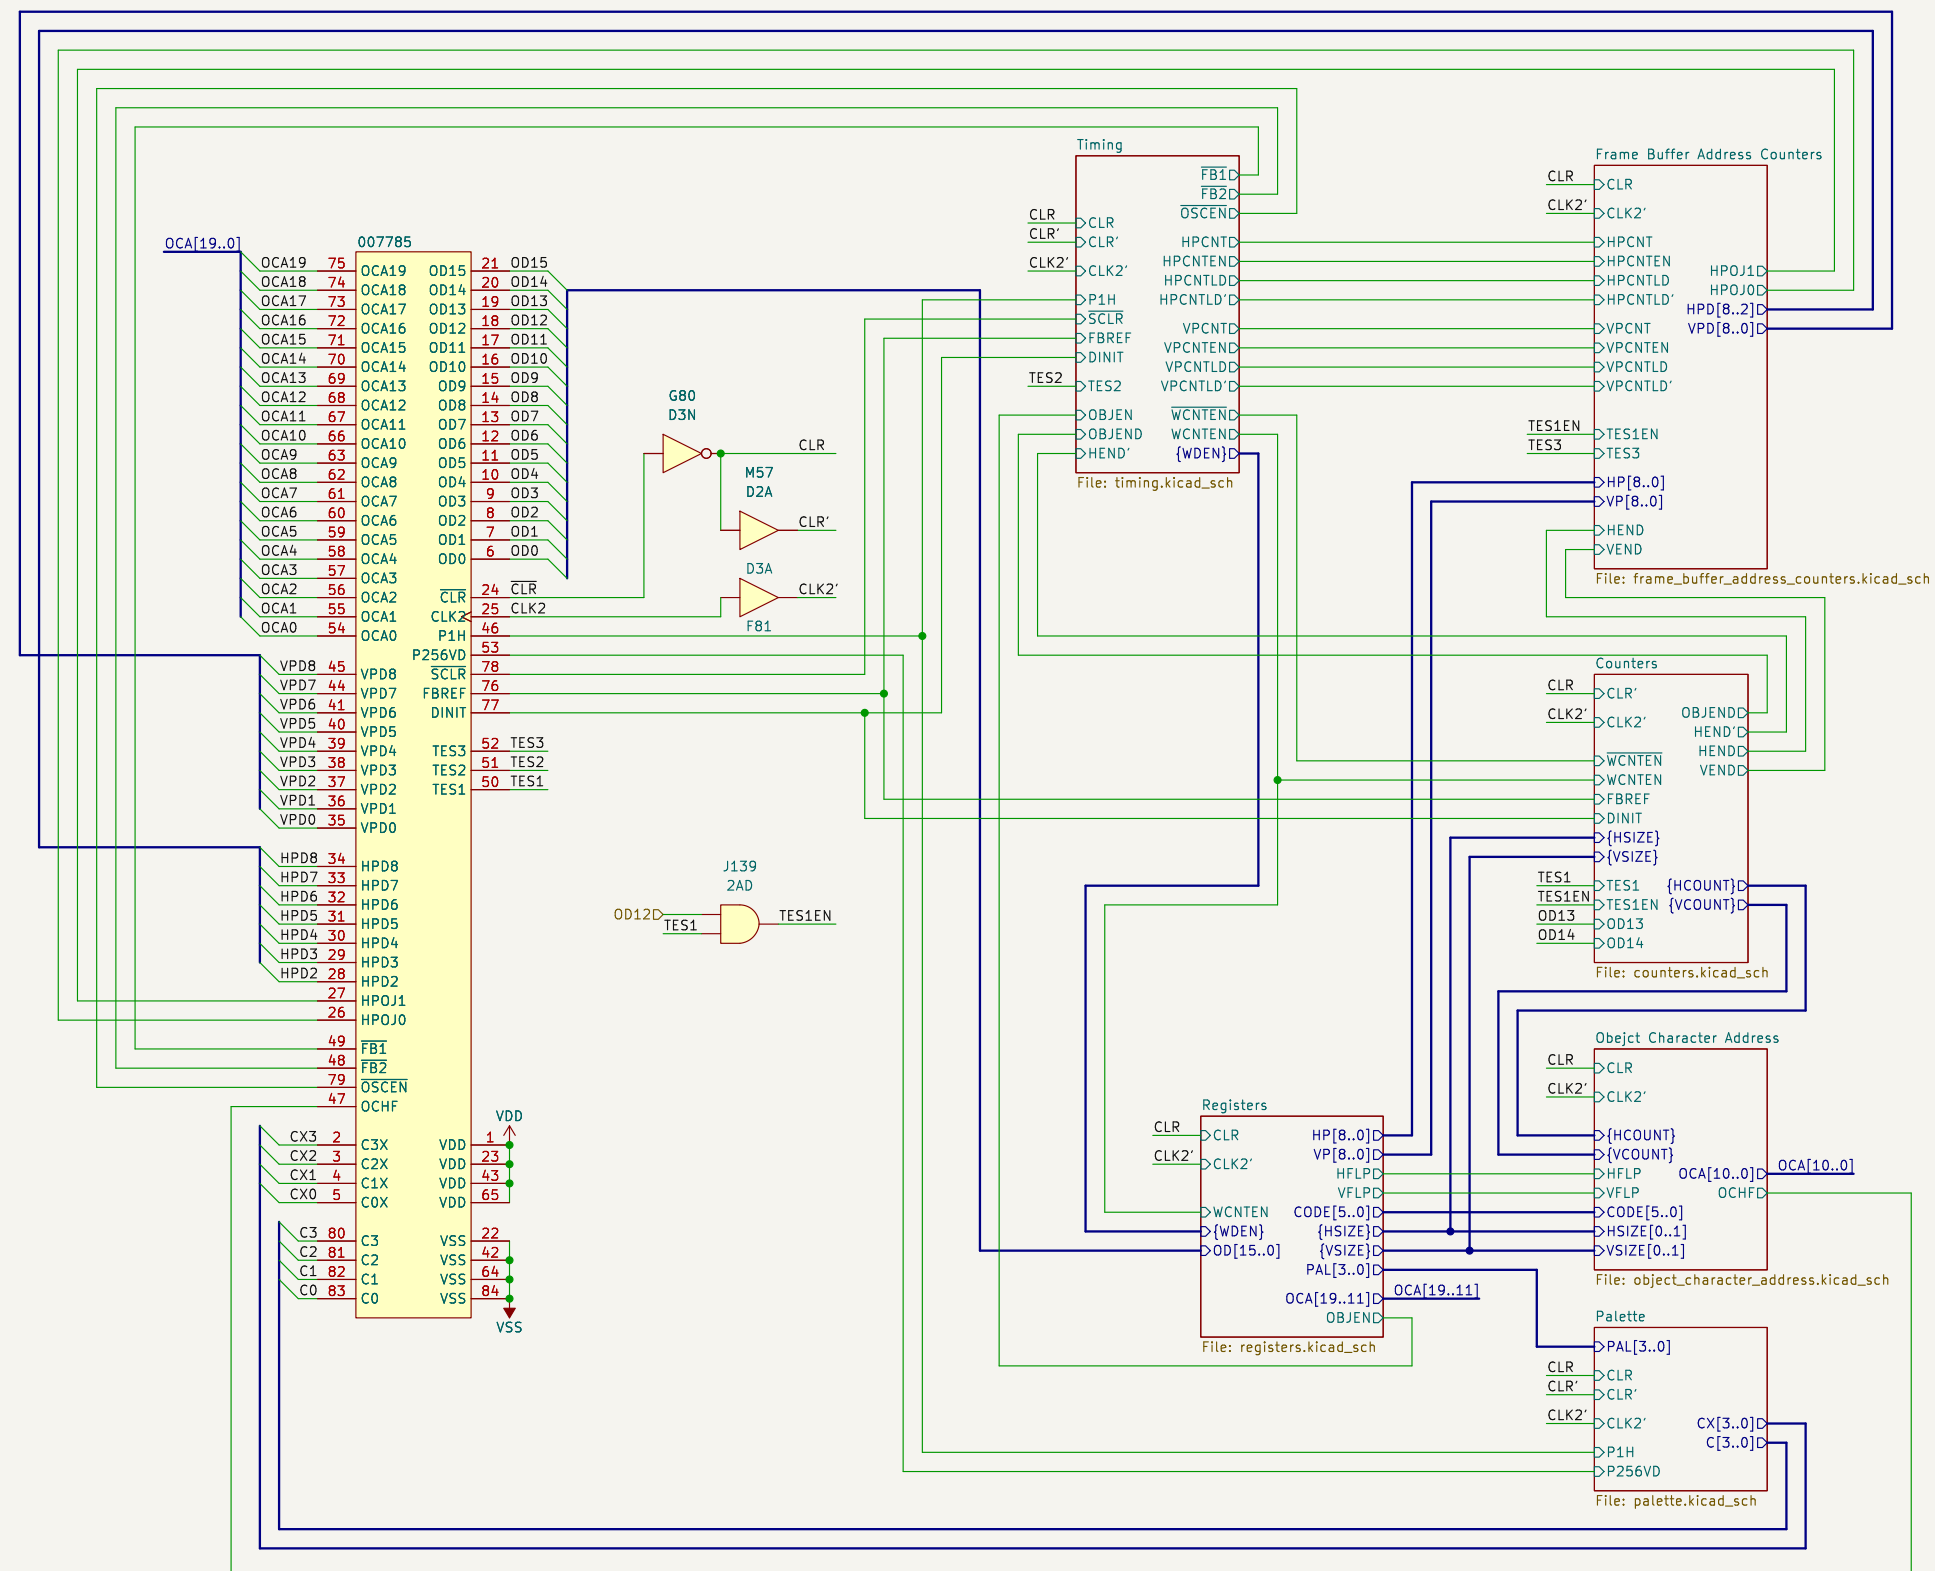 OCA[19..0]
007785
OCA19 75 OCA19 OD15 21 OD15
OCA18 74 OCA18 OD14 20 OD14
OCA17 73 OCA17 OD13 19 OD13
OCA16 72 OCA16 OD12 18 OD12
OCA15 71 OCA15 OD11 17 OD11
OCA14 70 OCA14 OD10 16 OD10
OCA13 69 OCA13 OD9 15 OD9
OCA12 68 OCA12 OD8 14 OD8
OCA11 67 OCA11 OD7 13 OD7
OCA10 66 OCA10 OD6 12 OD6
OCA9 63 OCA9 OD5 11 OD5
OCA8 62 OCA8 OD4 10 OD4
OCA7 61 OCA7 OD3 9 OD3
OCA6 60 OCA6 OD2 8 OD2
OCA5 59 OCA5 OD1 7 OD1
OCA4 58 OCA4 OD0 6 OD0
OCA3 57 OCA3
OCA2 56 OCA2 CLR 24 CLR
OCA1 55 OCA1 CLK2 25 CLK2
OCA0 54 OCA0 P1H 46
P256VD 53
VPD8 45 VPD8 SCLR 78
VPD7 44 VPD7 FBREF 76
VPD6 41 VPD6 DINIT 77
VPD5 40 VPD5
VPD4 39 VPD4 TES3 52 TES3
VPD3 38 VPD3 TES2 51 TES2
VPD2 37 VPD2 TES1 50 TES1
VPD1 36 VPD1
VPD0 35 VPD0
HPD8 34 HPD8
HPD7 33 HPD7
HPD6 32 HPD6
HPD5 31 HPD5
HPD4 30 HPD4
HPD3 29 HPD3
HPD2 28 HPD2
27 HPOJ1
26 HPOJ0
49 FB1
48 FB2
79 OSCEN
47 OCHF
VDD
CX3 2 C3X VDD 1
CX2 3 C2X VDD 23
CX1 4 C1X VDD 43
CX0 5 C0X VDD 65
C3 80 C3 VSS 22
C2 81 C2 VSS 42
C1 82 C1 VSS 64
C0 83 C0 VSS 84
VSS
G80
D3N
CLR
M57
D2A
CLR'
D3A
CLK2'
F81
J139
2AD
OD12
TES1
TES1EN
Timing
FB1
FB2
OSCEN
CLR CLR
CLR' CLR' HPCNT
HPCNTEN
CLK2' CLK2'
HPCNTLD
P1H HPCNTLD'
SCLR
VPCNT
FBREF
VPCNTEN
DINIT
VPCNTLD
TES2 TES2 VPCNTLD'
OBJEN WCNTEN
OBJEND WCNTEN
HEND' {WDEN}
File: timing.kicad_sch
Frame Buffer Address Counters
CLR CLR
CLK2' CLK2'
HPCNT
HPCNTEN
HPOJ1
HPCNTLD
HPOJ0
HPCNTLD'
HPD[8..2]
VPCNT VPD[8..0]
VPCNTEN
VPCNTLD
VPCNTLD'
TES1EN TES1EN
TES3 TES3
HP[8..0]
VP[8..0]
HEND
VEND
File: frame_buffer_address_counters.kicad_sch
Counters
CLR CLR'
OBJEND
CLK2' CLK2'
HEND'
HEND
WCNTEN
VEND
WCNTEN
FBREF
DINIT
{HSIZE}
{VSIZE}
TES1 TES1 {HCOUNT}
TES1EN TES1EN {VCOUNT}
OD13 OD13
OD14 OD14
File: counters.kicad_sch
Obejct Character Address
CLR CLR
CLK2' CLK2'
{HCOUNT}
{VCOUNT}
HFLP OCA[10..0] OCA[10..0]
VFLP OCHF
CODE[5..0]
HSIZE[0..1]
VSIZE[0..1]
File: object_character_address.kicad_sch
Registers
CLR CLR HP[8..0]
VP[8..0]
CLK2' CLK2'
HFLP
VFLP
WCNTEN CODE[5..0]
{WDEN} {HSIZE}
OD[15..0] {VSIZE}
PAL[3..0]
OCA[19..11] OCA[19..11]
OBJEN
File: registers.kicad_sch
Palette
PAL[3..0]
CLR CLR
CLR' CLR'
CLK2' CLK2' CX[3..0]
C[3..0]
P1H
P256VD
File: palette.kicad_sch